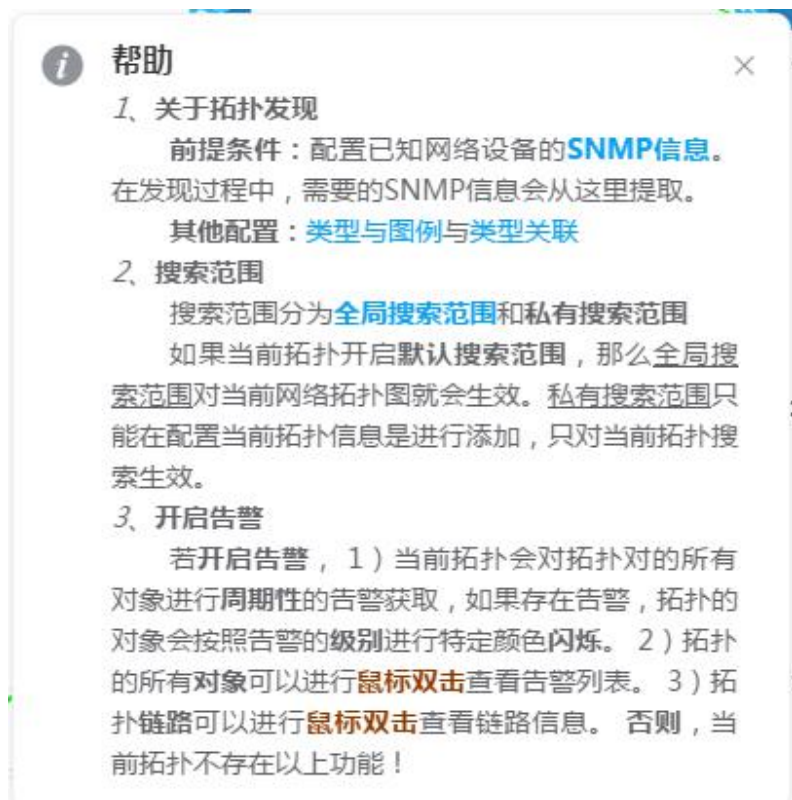 帮助
1、关于拓扑发现
前提条件：配置已知网络设备的SNMP信息。
在发现过程中，需要的SNMP信息会从这里提取。
其他配置：类型与图例与类型关联
2、搜索范围
搜索范围分为全局搜索范围和私有搜索范围
如果当前拓扑开启默认搜索范围，那么全局搜
索范围对当前网络拓扑图就会生效。私有搜索范围只
能在配置当前拓扑信息是进行添加，只对当前拓扑搜
索生效。
3、开启告警
若开启告警，1）当前拓扑会对拓扑对的所有
对象进行周期性的告警获取，如果存在告警，拓扑的
对象会按照告警的级别进行特定颜色闪烁。 2）拓扑
的所有对象可以进行鼠标双击查看告警列表。 3）拓
扑链路可以进行鼠标双击查看链路信息。 否则，当
前拓扑不存在以上功能！